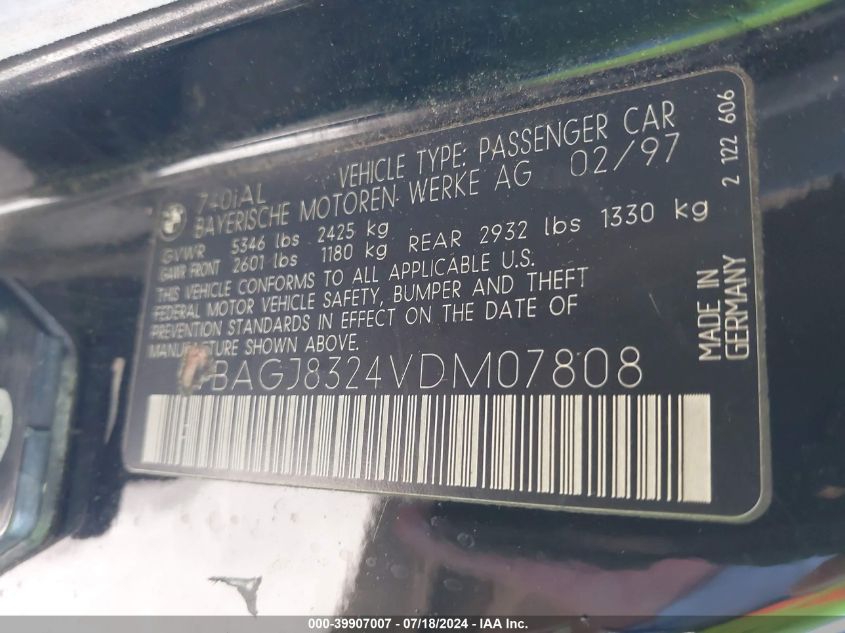 740iAL VEHICLE TYPE: PASSENGER CAR
BAYERISCHE MOTOREN WERKE AG 02/97
GVWR 5346 lbs 2425 kg
GAWR FRONT 2601 lbs 1180 kg REAR 2932 lbs 1330 kg
THIS VEHICLE CONFORMS TO ALL APPLICABLE U.S.
FEDERAL MOTOR VEHICLE SAFETY, BUMPER AND THEFT
PREVENTION STANDARDS IN EFFECT ON THE DATE OF
MANUFACTURE SHOWN ABOVE.
BAGJ8324VDM07808
MADE IN
GERMANY
2 122 606
000-39907007 - 07/18/2024 - IAA Inc.